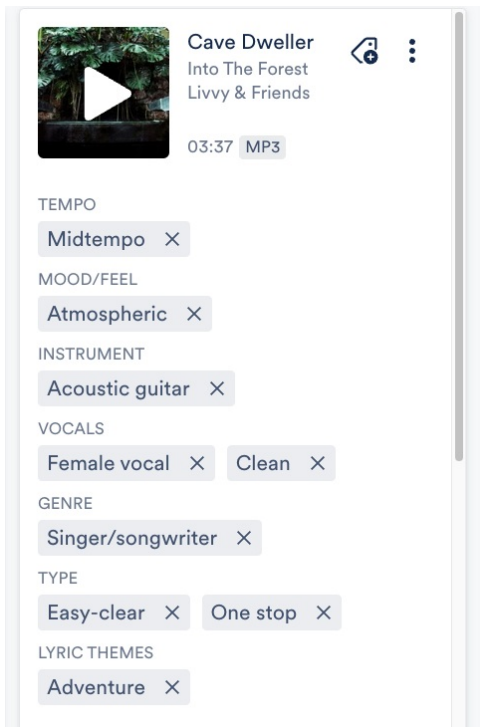 Cave Dweller
Into The Forest
Livvy & Friends
03:37 MP3
TEMPO
Midtempo
MOOD/FEEL
Atmospheric
INSTRUMENT
Acoustic guitar
VOCALS
Female vocal Clean
GENRE
Singer/songwriter
TYPE
Easy-clear One stop
LYRIC THEMES
Adventure